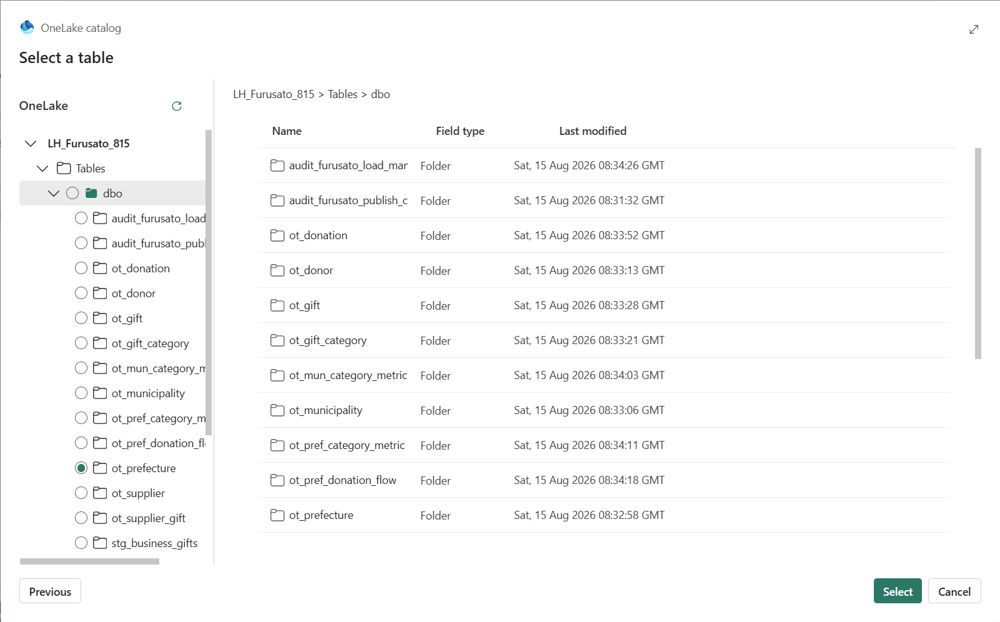 OneLake catalog
Select a table
OneLake
LH_Furusato_815
Tables
dbo
audit_furusato_load
audit_furusato_publ
ot_donation
ot_donor
ot_gift
ot_gift_category
ot_mun_category_m
ot_municipality
ot_pref_category_m
ot_pref_donation_fl
ot_prefecture
ot_supplier
ot_supplier_gift
stg_business_gifts
LH_Furusato_815 > Tables > dbo
Name Field type Last modified
audit_furusato_load_mar Folder Sat, 15 Aug 2026 08:34:26 GMT
audit_furusato_publish_c Folder Sat, 15 Aug 2026 08:31:32 GMT
ot_donation Folder Sat, 15 Aug 2026 08:33:52 GMT
ot_donor Folder Sat, 15 Aug 2026 08:33:13 GMT
ot_gift Folder Sat, 15 Aug 2026 08:33:28 GMT
ot_gift_category Folder Sat, 15 Aug 2026 08:33:21 GMT
ot_mun_category_metric Folder Sat, 15 Aug 2026 08:34:03 GMT
ot_municipality Folder Sat, 15 Aug 2026 08:33:06 GMT
ot_pref_category_metric Folder Sat, 15 Aug 2026 08:34:11 GMT
ot_pref_donation_flow Folder Sat, 15 Aug 2026 08:34:18 GMT
ot_prefecture Folder Sat, 15 Aug 2026 08:32:58 GMT
Previous
Select
Cancel